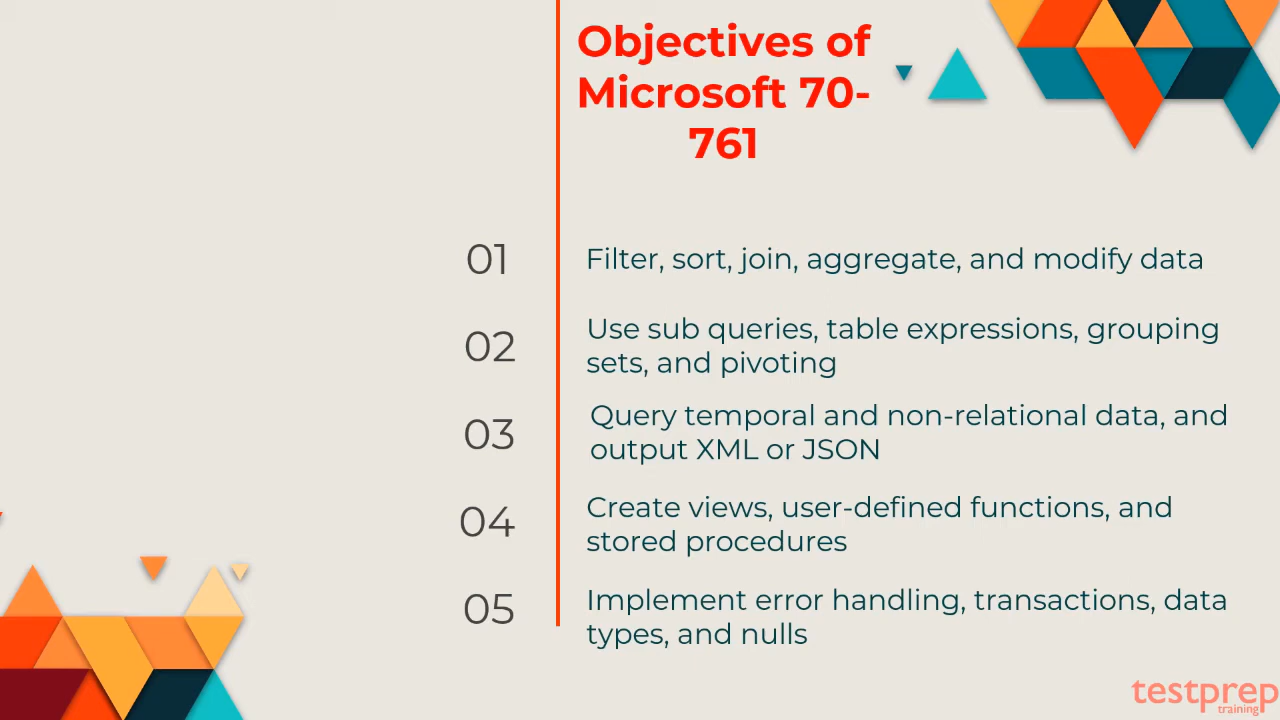 Objectives of
Microsoft 70-
761
01
Filter, sort, join, aggregate, and modify data
02
Use sub queries, table expressions, grouping
sets, and pivoting
03
Query temporal and non-relational data, and
output XML or JSON
04
Create views, user-defined functions, and
stored procedures
05
Implement error handling, transactions, data
types, and nulls
testprep
training